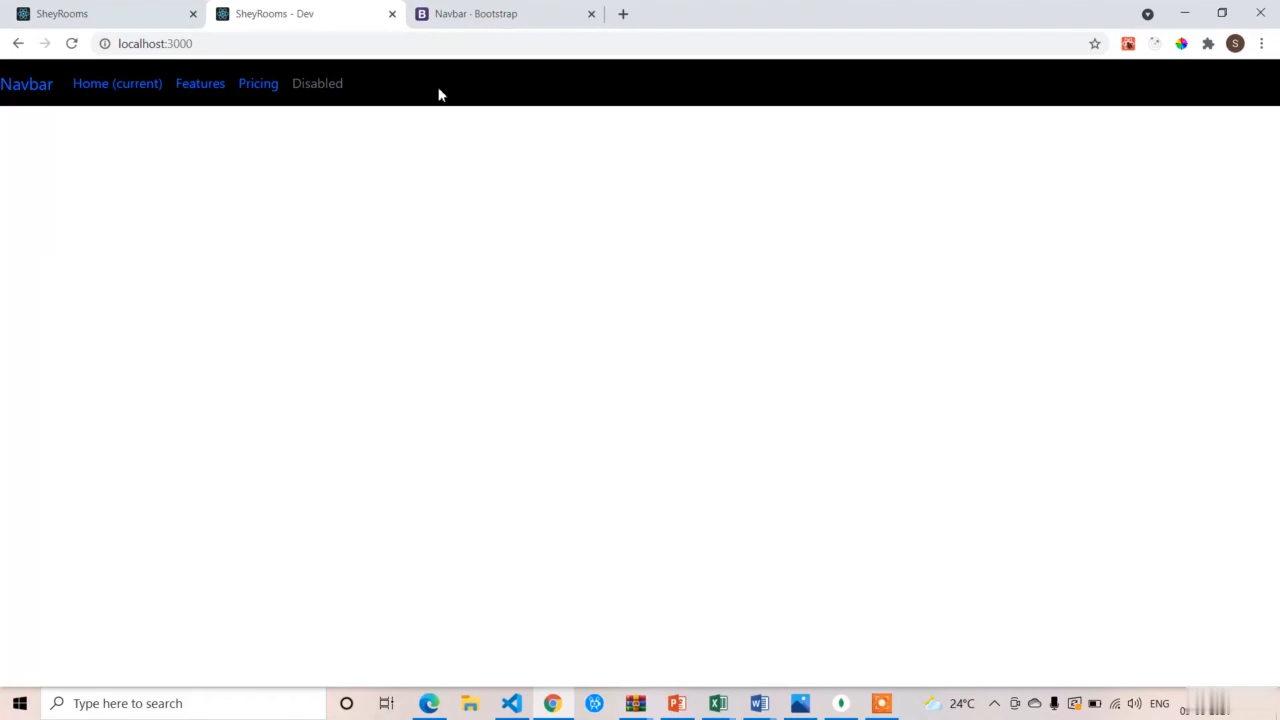 SheyRooms
SheyRooms - Dev
Navbar · Bootstrap
S
localhost:3000
Navbar Home (current) Features Pricing Disabled
Type here to search
24°C
ENG